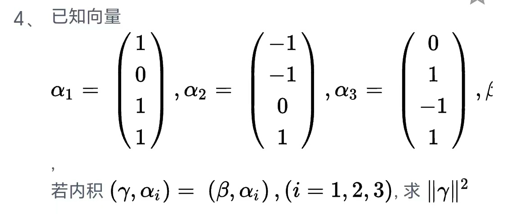 4、 已知向量
α₁ = (1 0 1 1), α₂ = (−1 −1 0 1), α₃ = (0 1 −1 1),
,
若内积 (γ, αᵢ) = (β, αᵢ), (i = 1, 2, 3), 求 ‖γ‖²